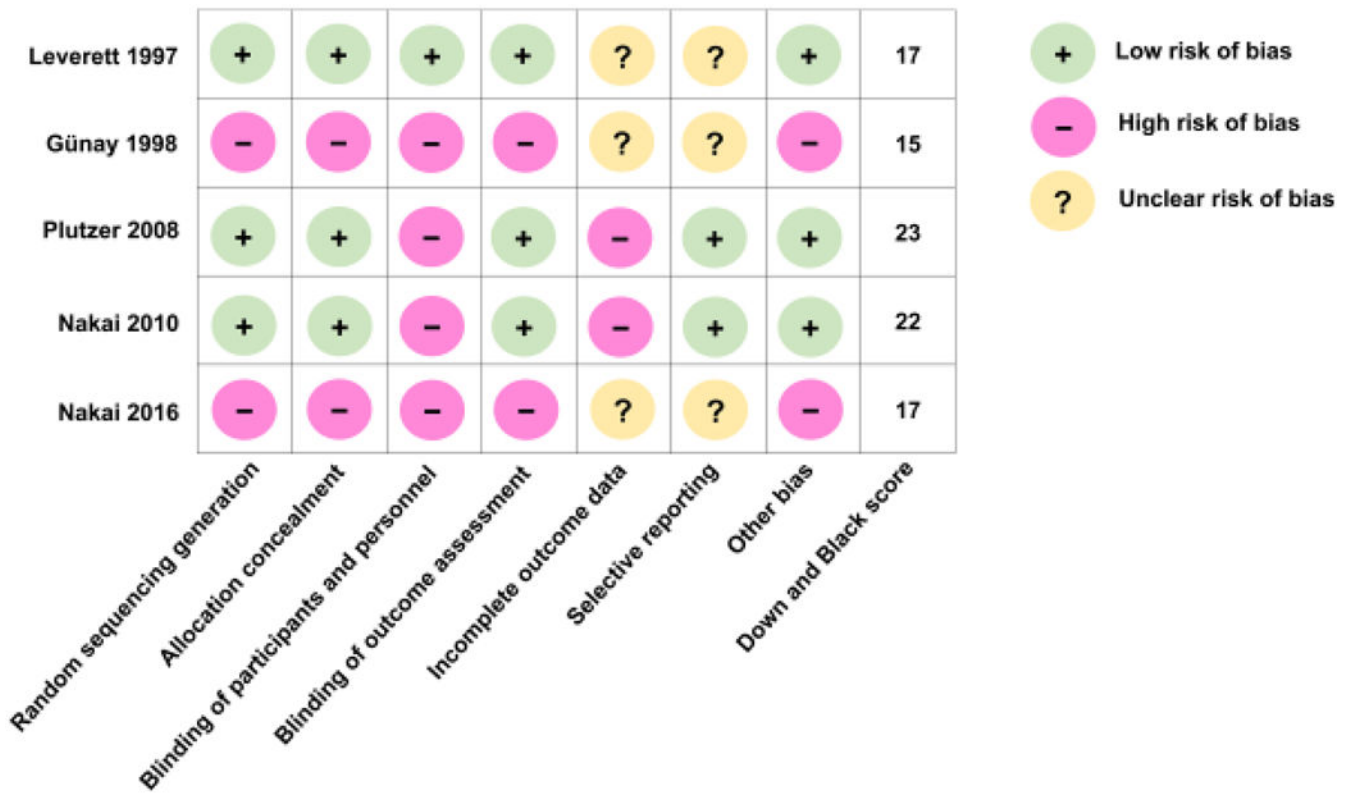 Leverett 1997 + + + + ? ? + 17
Günay 1998 − − − − ? ? − 15
Plutzer 2008 + + − + − + + 23
Nakai 2010 + + − + − + + 22
Nakai 2016 − − − − ? ? − 17
Random sequencing generation
Allocation concealment
Blinding of participants and personnel
Blinding of outcome assessment
Incomplete outcome data
Selective reporting
Other bias
Down and Black score
+ Low risk of bias
− High risk of bias
? Unclear risk of bias